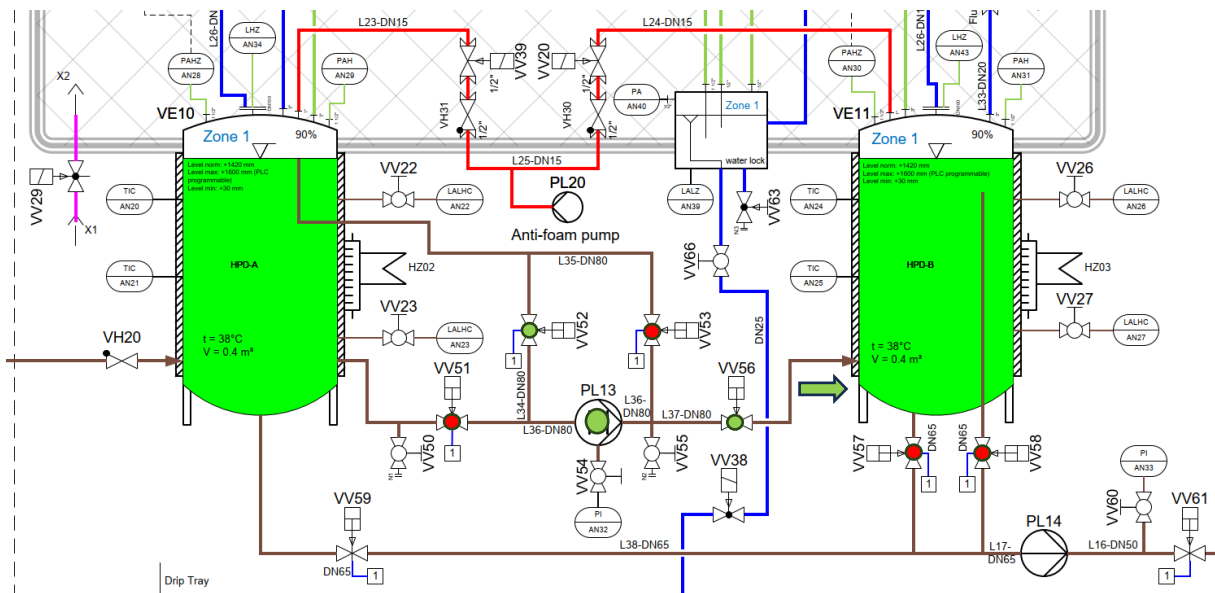 L23-DN15
L24-DN15
L26-DN
LHZ
AN34
PAHZ
AN28
PAH
AN29
VV39
VV20
1/2"
1/2"
VH31
VH30
1/2"
1/2"
L25-DN15
PL20
Anti-foam pump
PA
AN40
Zone 1
water lock
LALZ
AN39
VV63
N3
L26-DN1
Flu
LHZ
AN43
PAHZ
AN30
PAH
AN31
L33-DN20
X2
X1
VV29
VE10
Zone 1
90%
Level norm: +1420 mm
Level max: +1600 mm (PLC
programmable)
Level min: +30 mm
TIC
AN20
TIC
AN21
HPD-A
t = 38°C
V = 0.4 m³
VV22
LALHC
AN22
HZ02
VV23
LALHC
AN23
VH20
L35-DN80
VV52
1
VV53
1
L34-DN80
VV51
1
VV50
N1
L36-DN80
PL13
L36-
DN80
L37-DN80
VV54
PI
AN32
VV55
N2
VV56
VV66
DN25
VV38
VE11
Zone 1
90%
Level norm: +1420 mm
Level max: +1600 mm (PLC programmable)
Level min: +30 mm
TIC
AN24
TIC
AN25
HPD-B
t = 38°C
V = 0.4 m³
VV26
LALHC
AN26
HZ03
VV27
LALHC
AN27
VV57
DN65
1
DN65
VV58
1
VV59
DN65
1
L38-DN65
L17-
DN65
PL14
L16-DN50
PI
AN33
VV60
VV61
1
Drip Tray